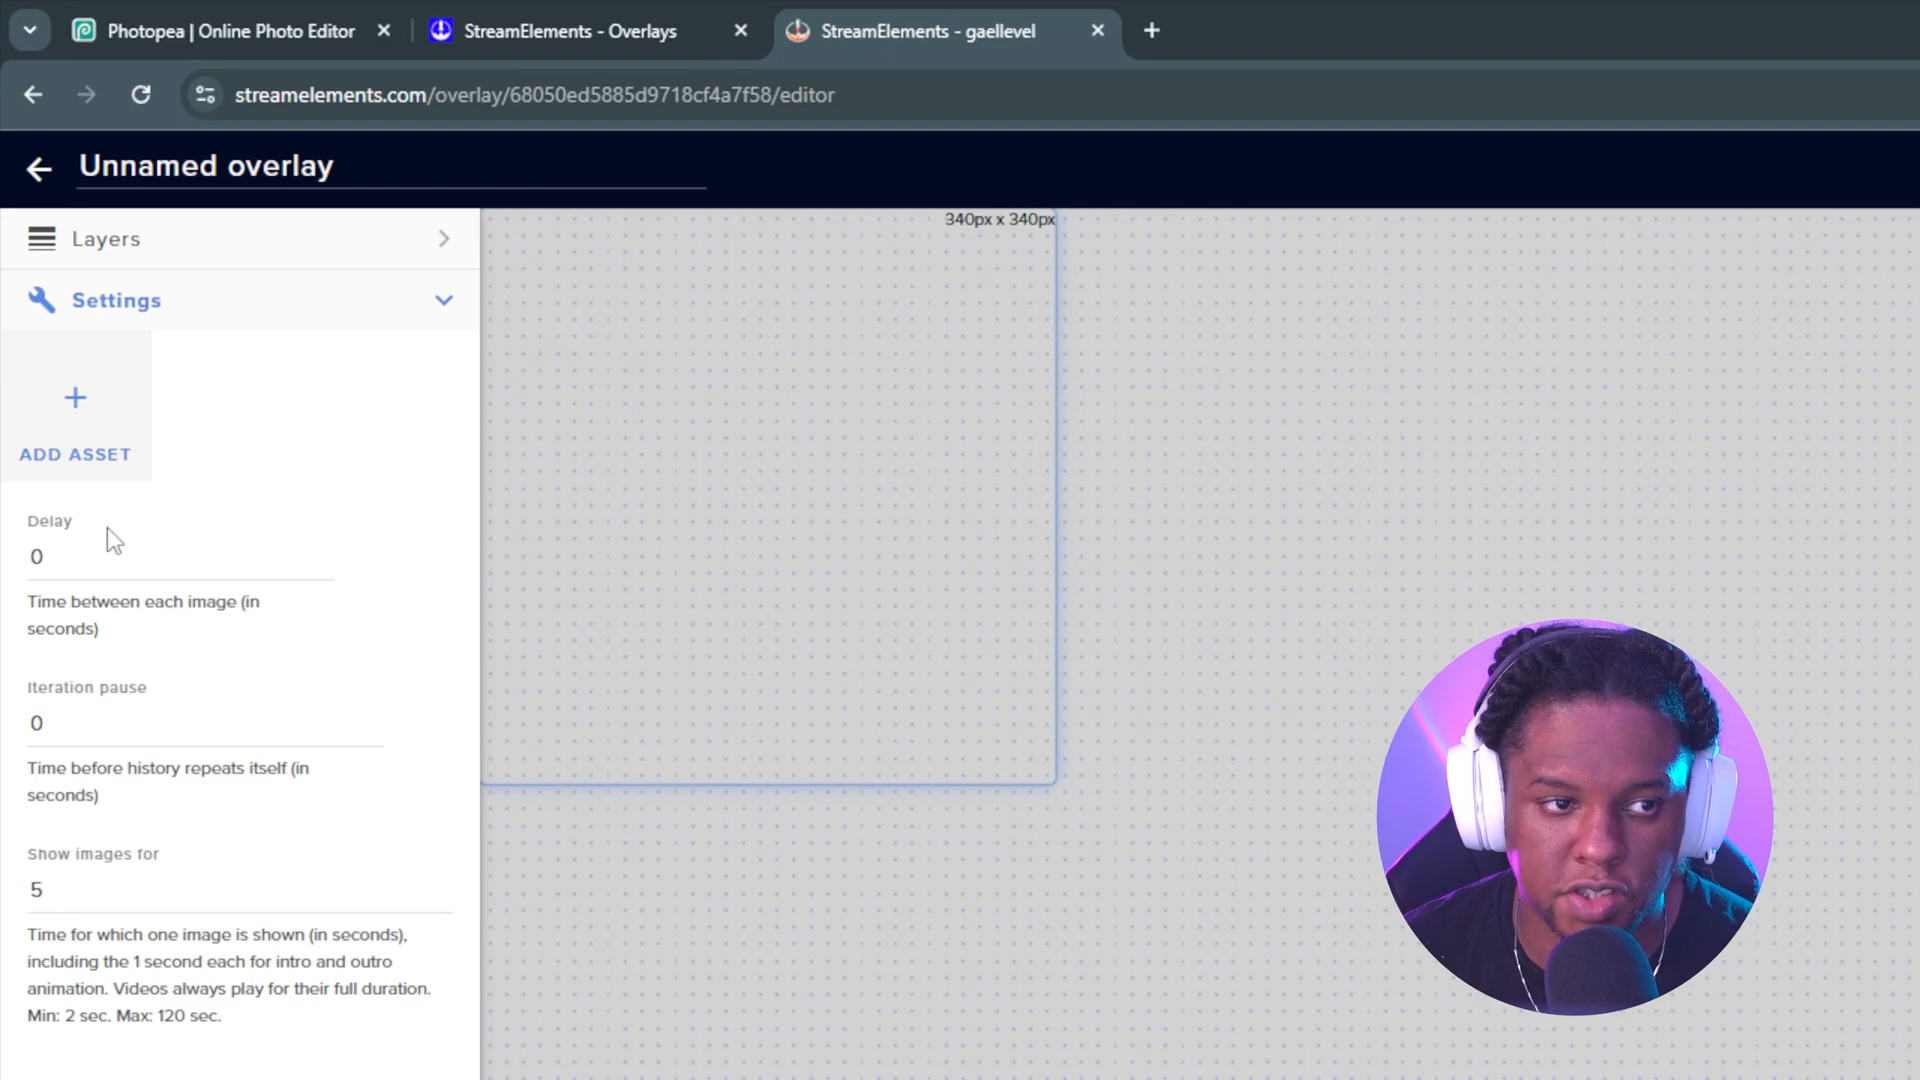 Photopea | Online Photo Editor
StreamElements - Overlays
StreamElements - gaellevel
streamelements.com/overlay/68050ed5885d9718cf4a7f58/editor
Unnamed overlay
Layers
340px x 340px
Settings
ADD ASSET
Delay
0
Time between each image (in
seconds)
Iteration pause
0
Time before history repeats itself (in
seconds)
Show images for
5
Time for which one image is shown (in seconds),
including the 1 second each for intro and outro
animation. Videos always play for their full duration.
Min: 2 sec. Max: 120 sec.